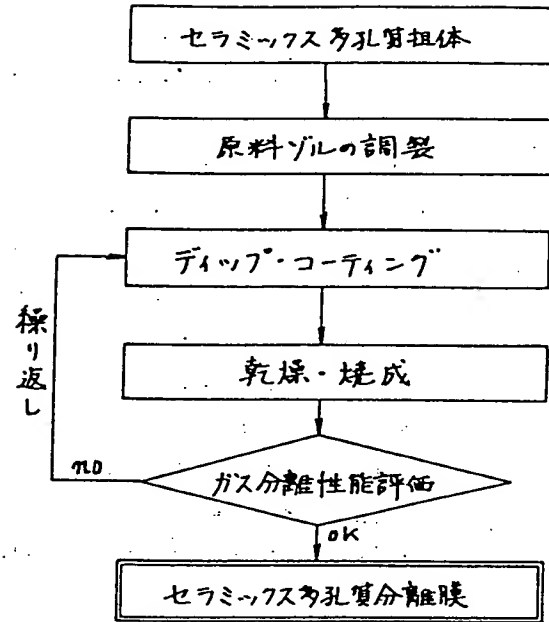 セラミックス多孔質担体
原料ゾルの調製
ディップ・コーティング
繰り返し
乾燥・焼成
no
ガス分離性能評価
OK
セラミックス多孔質分離膜